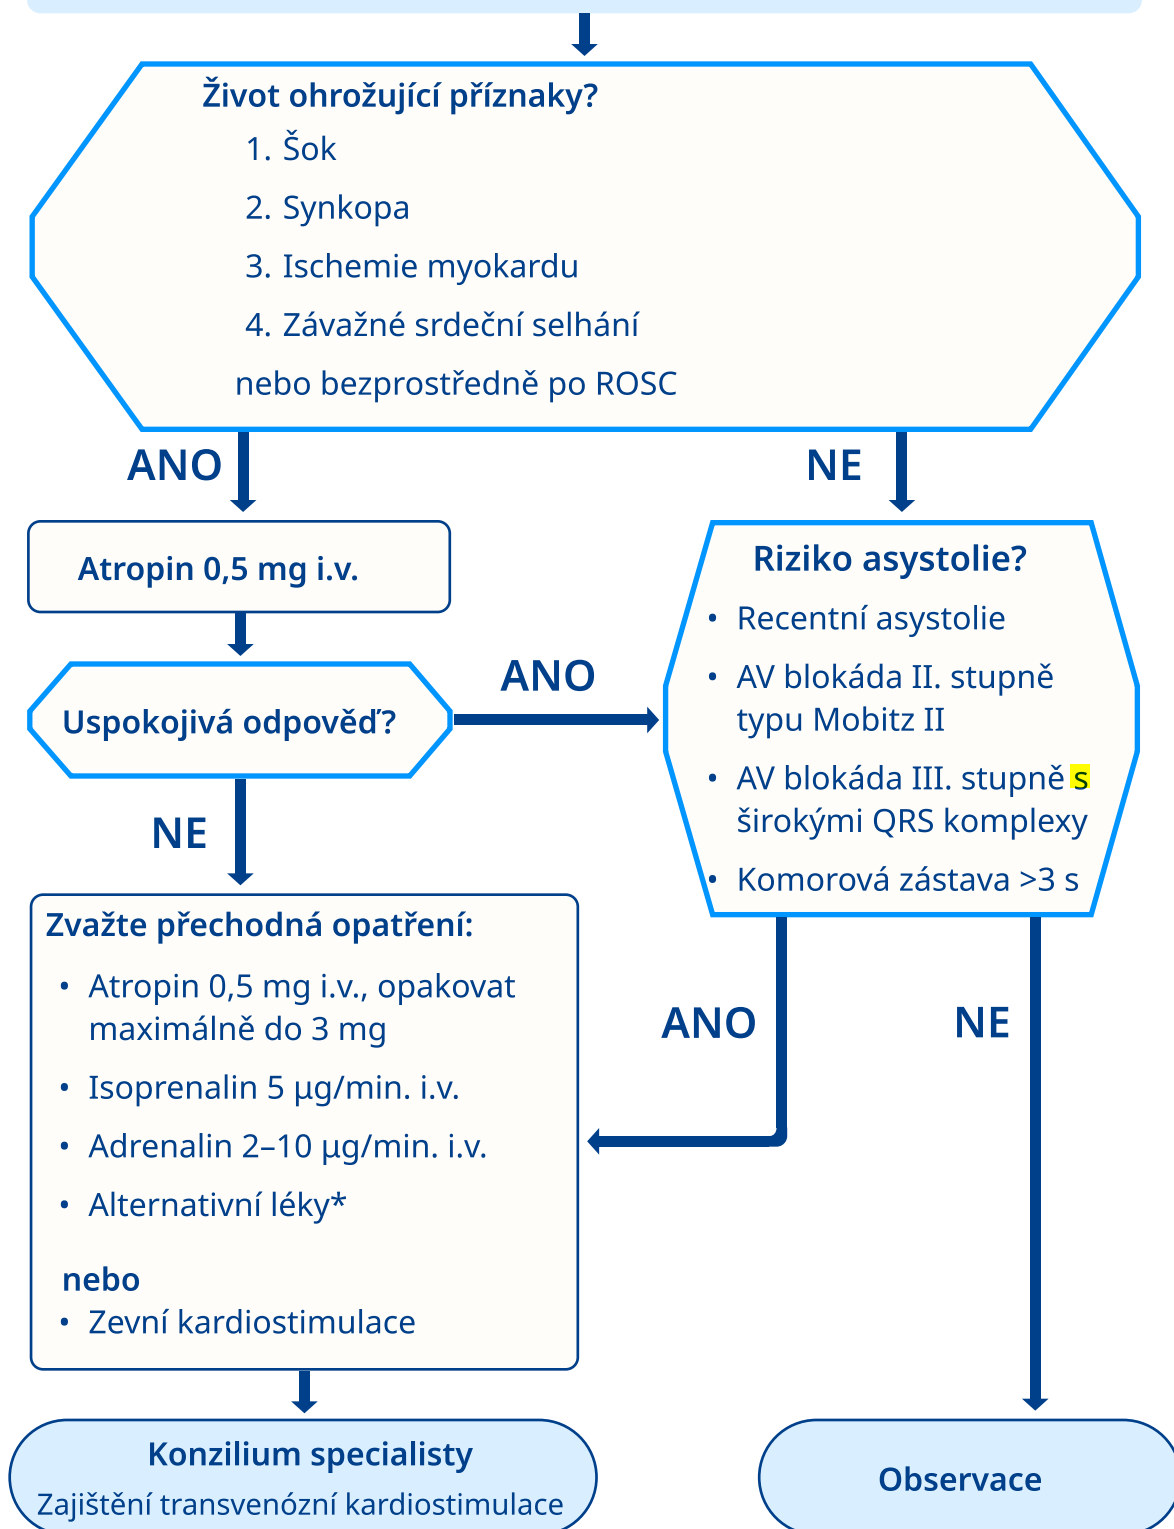 Život ohrožující příznaky?
1. Šok
2. Synkopa
3. Ischemie myokardu
4. Závažné srdeční selhání
nebo bezprostředně po ROSC
ANO
NE
Atropin 0,5 mg i.v.
Uspokojivá odpověď?
ANO
NE
Riziko asystolie?
• Recentní asystolie
• AV blokáda II. stupně
typu Mobitz II
• AV blokáda III. stupně s
širokými QRS komplexy
• Komorová zástava >3 s
ANO
NE
Zvažte přechodná opatření:
• Atropin 0,5 mg i.v., opakovat
maximálně do 3 mg
• Isoprenalin 5 µg/min. i.v.
• Adrenalin 2–10 µg/min. i.v.
• Alternativní léky*
nebo
• Zevní kardiostimulace
Konzilium specialisty
Zajištění transvenózní kardiostimulace
Observace